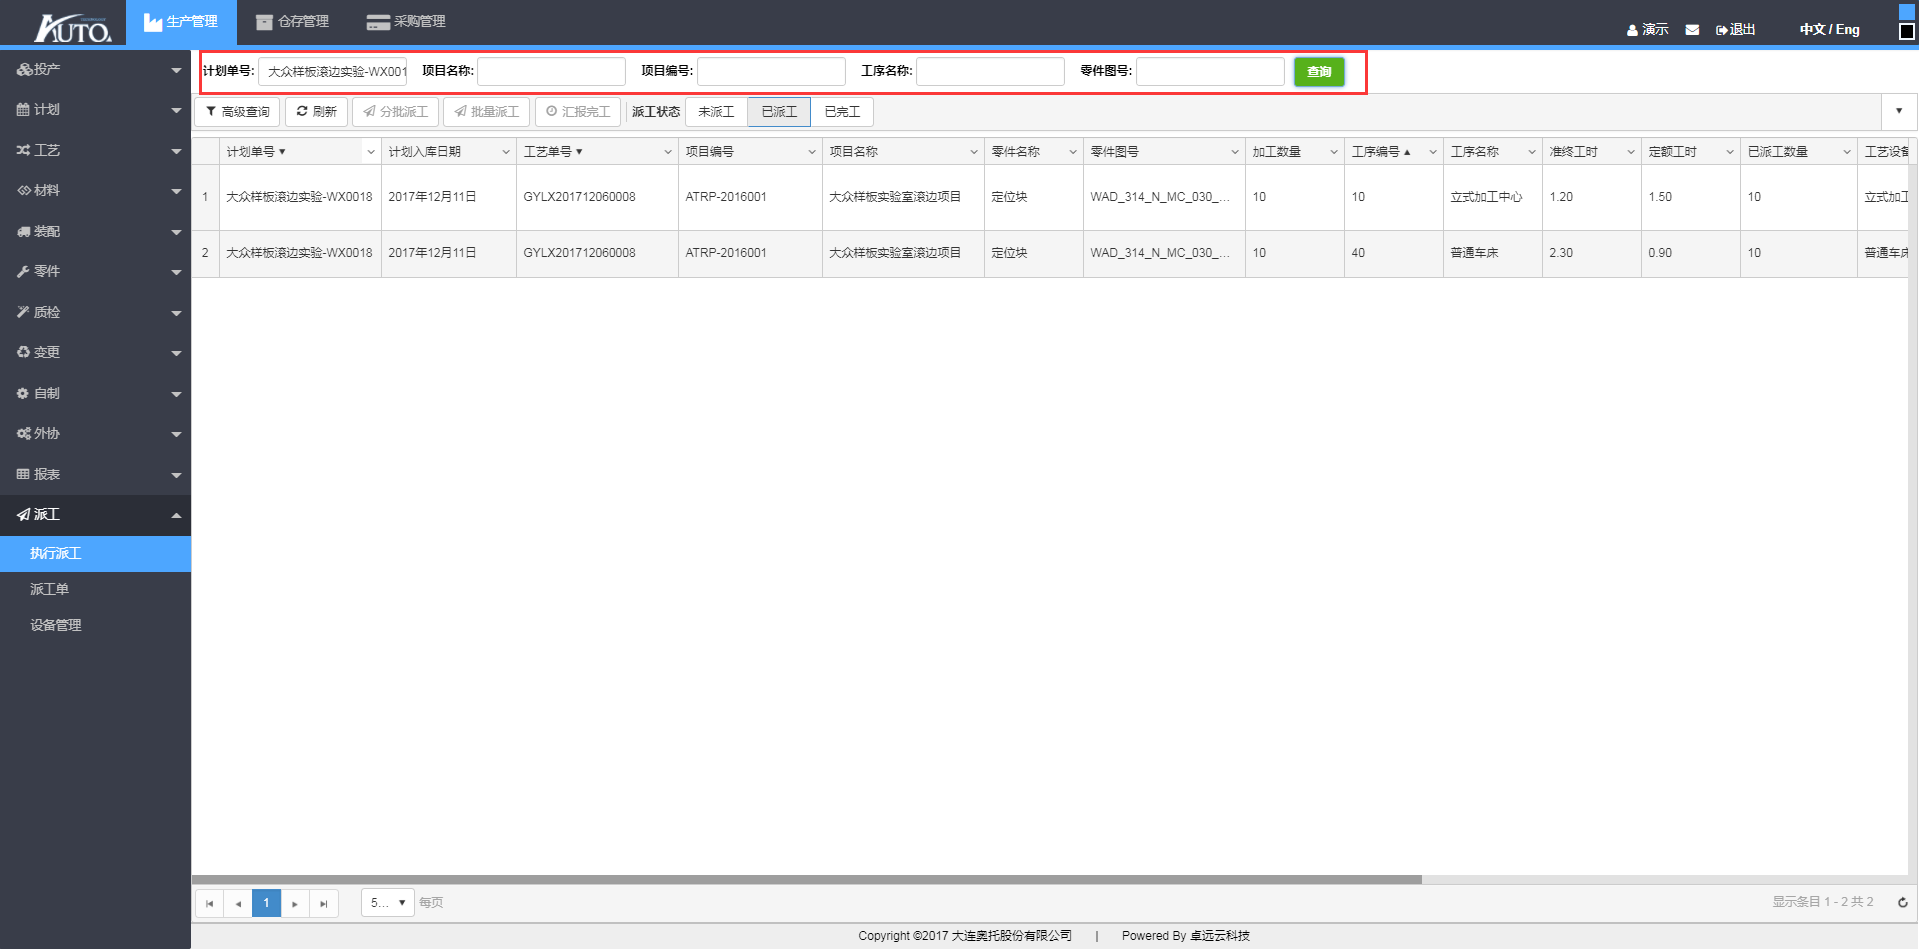 AUTO.
生产管理
仓存管理
采购管理
演示
退出
中文 / Eng
投产
计划
工艺
材料
装配
零件
质检
变更
自制
外协
报表
派工
执行派工
派工单
设备管理
计划单号: 大众样板滚边实验-WX001 项目名称: 项目编号: 工序名称: 零件图号: 查询
高级查询 刷新 分批派工 批量派工 汇报完工 派工状态 未派工 已派工 已完工
计划单号 计划入库日期 工艺单号 项目编号 项目名称 零件名称 零件图号 加工数量 工序编号 工序名称 准终工时 定额工时 已派工数量 工艺设备
1 大众样板滚边实验-WX0018 2017年12月11日 GYLX201712060008 ATRP-2016001 大众样板实验室滚边项目 定位块 WAD_314_N_MC_030_... 10 10 立式加工中心 1.20 1.50 10 立式加工
2 大众样板滚边实验-WX0018 2017年12月11日 GYLX201712060008 ATRP-2016001 大众样板实验室滚边项目 定位块 WAD_314_N_MC_030_... 10 40 普通车床 2.30 0.90 10 普通车床
1 5... 每页 显示条目 1 - 2 共 2
Copyright ©2017 大连奥托股份有限公司 | Powered By 卓远云科技